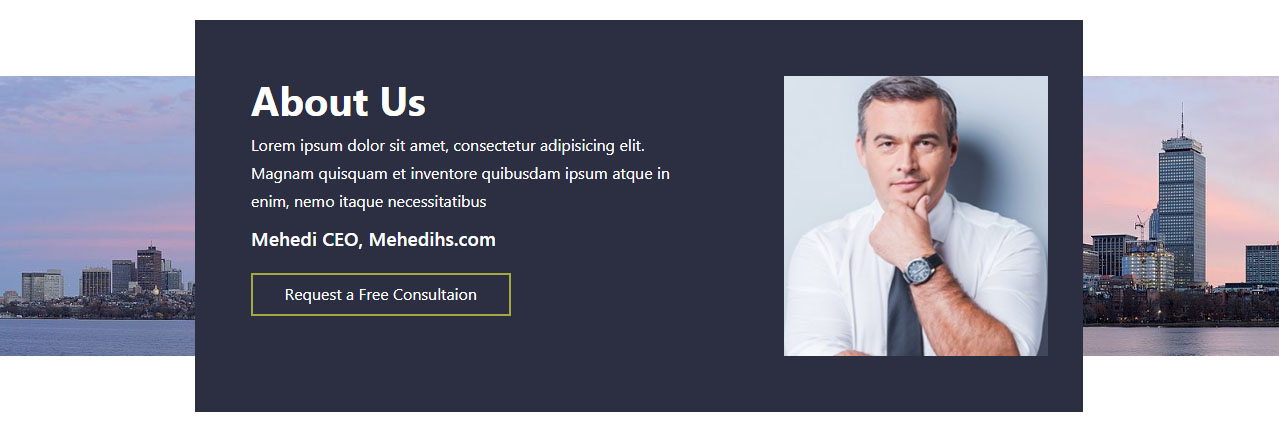 About Us
Lorem ipsum dolor sit amet, consectetur adipisicing elit.
Magnam quisquam et inventore quibusdam ipsum atque in
enim, nemo itaque necessitatibus
Mehedi CEO, Mehedihs.com
Request a Free Consultaion